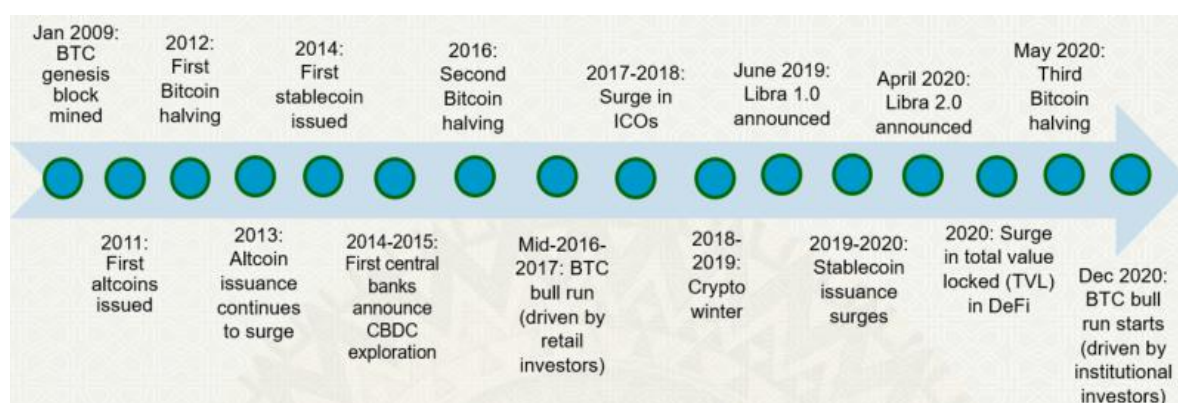 Jan 2009:
BTC
genesis
block
mined
2011:
First
altcoins
issued
2012:
First
Bitcoin
halving
2013:
Altcoin
issuance
continues
to surge
2014:
First
stablecoin
issued
2014-2015:
First central
banks
announce
CBDC
exploration
2016:
Second
Bitcoin
halving
Mid-2016-
2017: BTC
bull run
(driven by
retail
investors)
2017-2018:
Surge in
ICOs
2018-
2019:
Crypto
winter
June 2019:
Libra 1.0
announced
2019-2020:
Stablecoin
issuance
surges
April 2020:
Libra 2.0
announced
2020: Surge
in total value
locked (TVL)
in DeFi
May 2020:
Third
Bitcoin
halving
Dec 2020:
BTC bull
run starts
(driven by
institutional
investors)